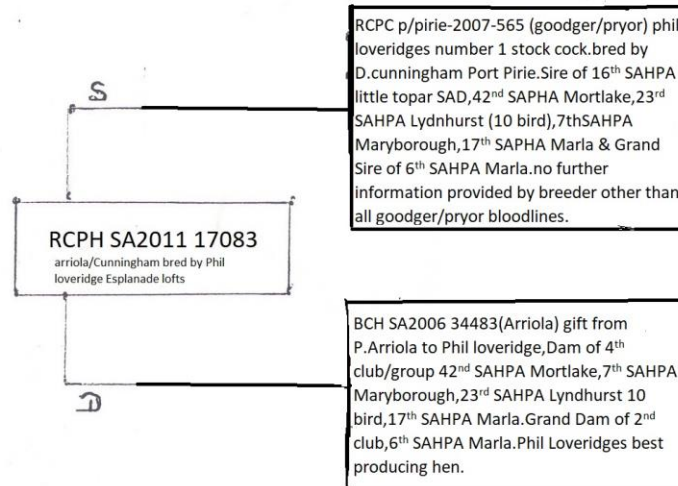 RCPC p/pirie-2007-565 (goodger/pryor) phil
loveridges number 1 stock cock.bred by
D.cunningham Port Pirie.Sire of 16th SAHPA
little topar SAD,42nd SAPHA Mortlake,23rd
SAHPA Lydnhurst (10 bird),7thSAHPA
Maryborough,17th SAPHA Marla & Grand
Sire of 6th SAHPA Marla.no further
information provided by breeder other than
all goodger/pryor bloodlines.
S
RCPH SA2011 17083
arriola/Cunningham bred by Phil
loveridge Esplanade lofts
D
BCH SA2006 34483(Arriola) gift from
P.Arriola to Phil loveridge,Dam of 4th
club/group 42nd SAHPA Mortlake,7th SAHPA
Maryborough,23rd SAHPA Lyndhurst 10
bird,17th SAHPA Marla.Grand Dam of 2nd
club,6th SAHPA Marla.Phil Loveridges best
producing hen.